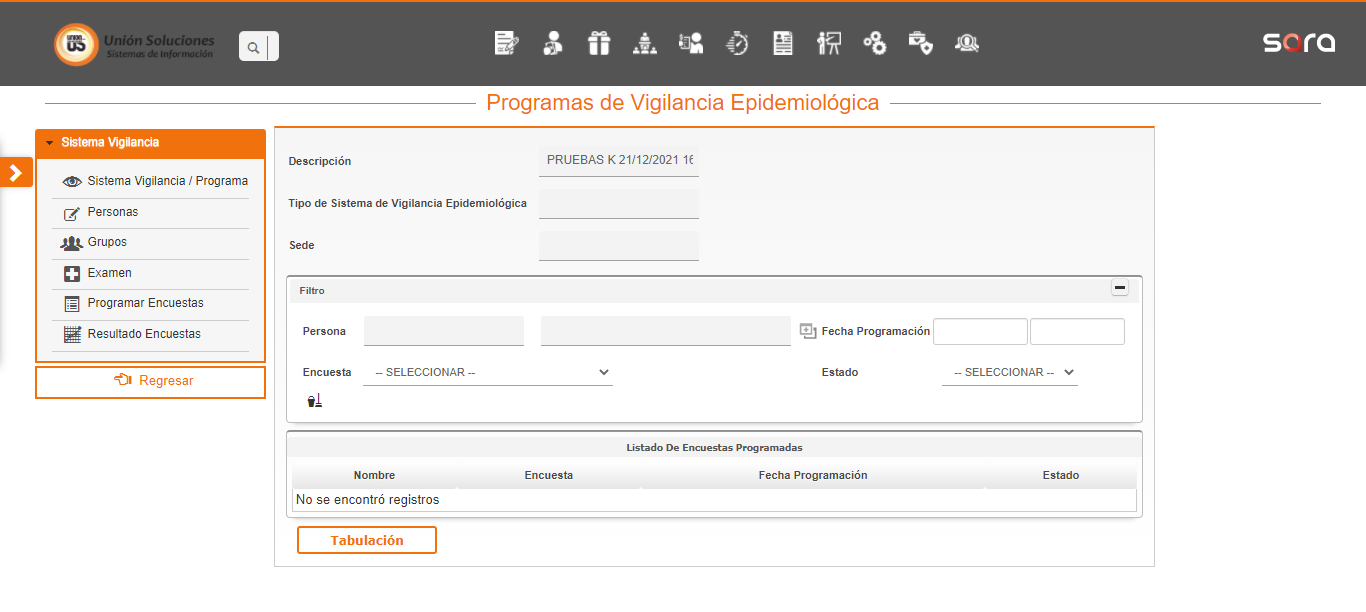 UNION
US
Unión Soluciones
Sistemas de Información
sara
Programas de Vigilancia Epidemiológica
Sistema Vigilancia
Sistema Vigilancia / Programa
Personas
Grupos
Examen
Programar Encuestas
Resultado Encuestas
Regresar
Descripción PRUEBAS K 21/12/2021 16
Tipo de Sistema de Vigilancia Epidemiológica
Sede
Filtro
Persona Fecha Programación
Encuesta -- SELECCIONAR -- Estado -- SELECCIONAR --
Listado De Encuestas Programadas
Nombre Encuesta Fecha Programación Estado
No se encontró registros
Tabulación